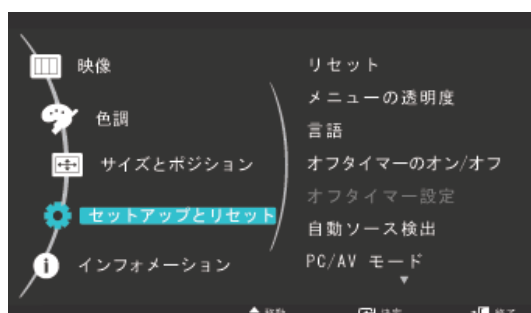 映像
色調
サイズとポジション
セットアップとリセット
インフォメーション
リセット
メニューの透明度
言語
オフタイマーのオン/オフ
オフタイマー設定
自動ソース検出
PC/AV モード